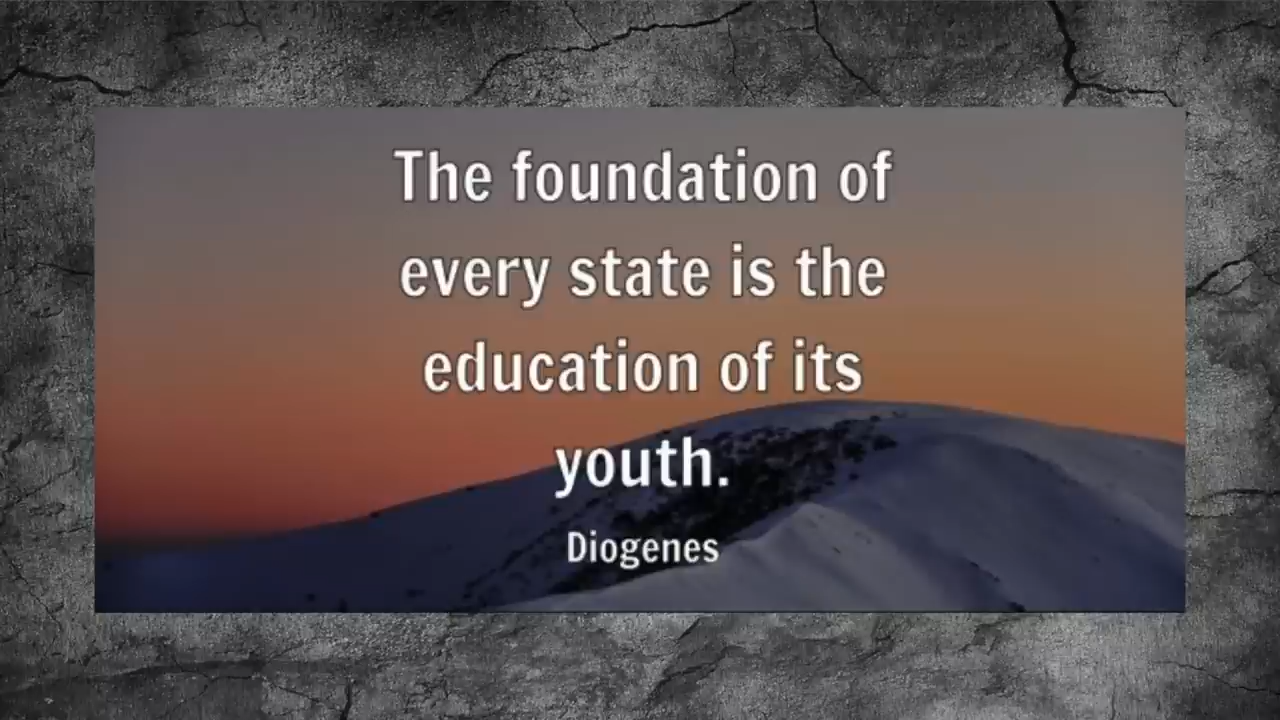 The foundation of
every state is the
education of its
youth.
Diogenes